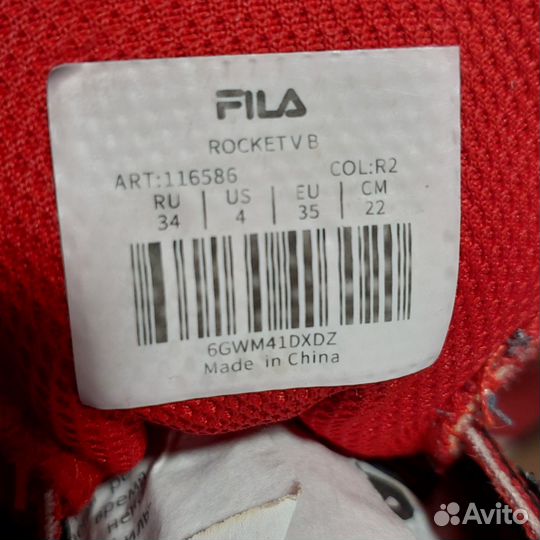 FILA
ROCKET V B
ART:116586 COL:R2
RU US EU CM
34 4 35 22
6GWM41DXDZ
Made in China
время
Avito